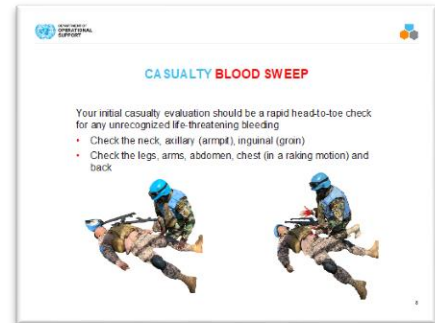 DEPARTMENT OF
OPERATIONAL
SUPPORT
CASUALTY BLOOD SWEEP
Your initial casualty evaluation should be a rapid head-to-toe check
for any unrecognized life-threatening bleeding
• Check the neck, axillary (armpit), inguinal (groin)
• Check the legs, arms, abdomen, chest (in a raking motion) and
back